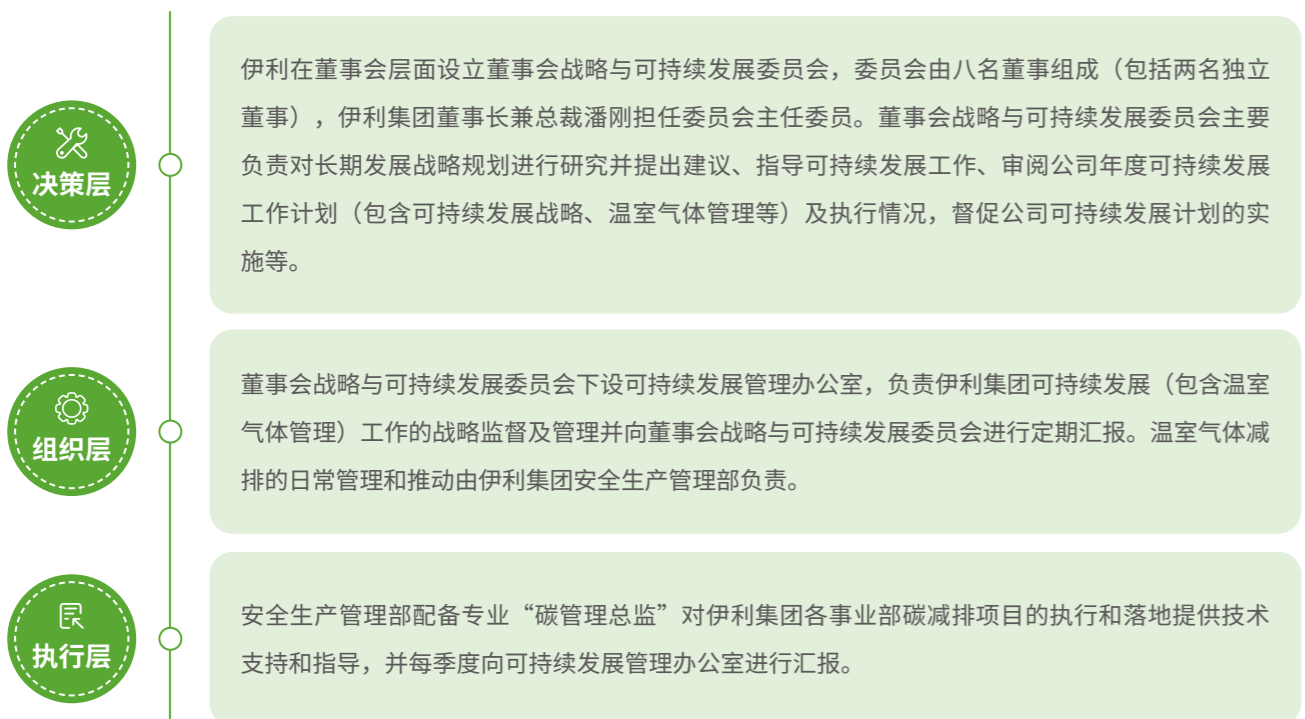 决策层
伊利在董事会层面设立董事会战略与可持续发展委员会，委员会由八名董事组成（包括两名独立
董事），伊利集团董事长兼总裁潘刚担任委员会主任委员。董事会战略与可持续发展委员会主要
负责对长期发展战略规划进行研究并提出建议、指导可持续发展工作、审阅公司年度可持续发展
工作计划（包含可持续发展战略、温室气体管理等）及执行情况，督促公司可持续发展计划的实
施等。
组织层
董事会战略与可持续发展委员会下设可持续发展管理办公室，负责伊利集团可持续发展（包含温室
气体管理）工作的战略监督及管理并向董事会战略与可持续发展委员会进行定期汇报。温室气体减
排的日常管理和推动由伊利集团安全生产管理部负责。
执行层
安全生产管理部配备专业“碳管理总监”对伊利集团各事业部碳减排项目的执行和落地提供技术
支持和指导，并每季度向可持续发展管理办公室进行汇报。